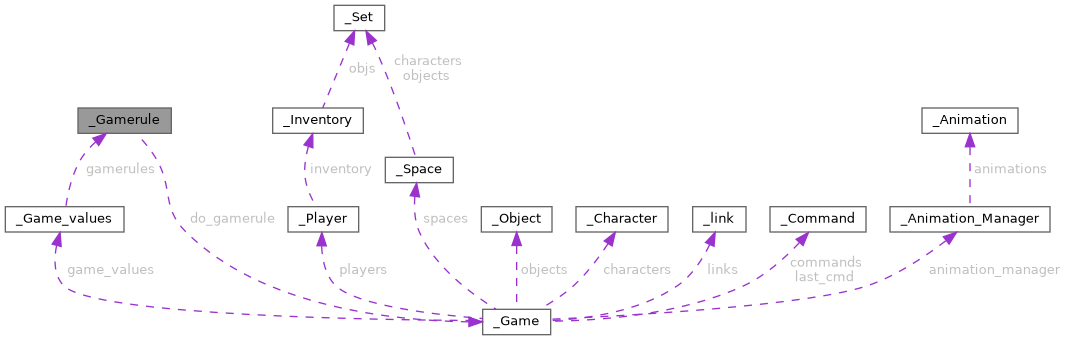 _Set
objs
characters
objects
_Gamerule
_Inventory
_Animation
gamerules
inventory
_Space
animations
_Game_values
do_gamerule
_Player
spaces
_Object
_Character
_link
_Command
_Animation_Manager
game_values
players
objects
characters
links
commands
last_cmd
animation_manager
_Game